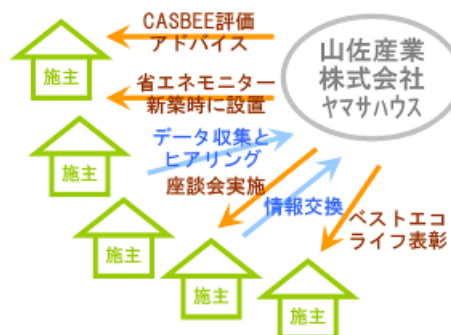 CASBEE評価
アドバイス
山佐産業
株式会社
ヤマサハウス
施主
省エネモニター
新築時に設置
データ収集と
ヒアリング
施主
座談会実施
情報交換
ベストエコ
ライフ表彰
施主
施主
施主